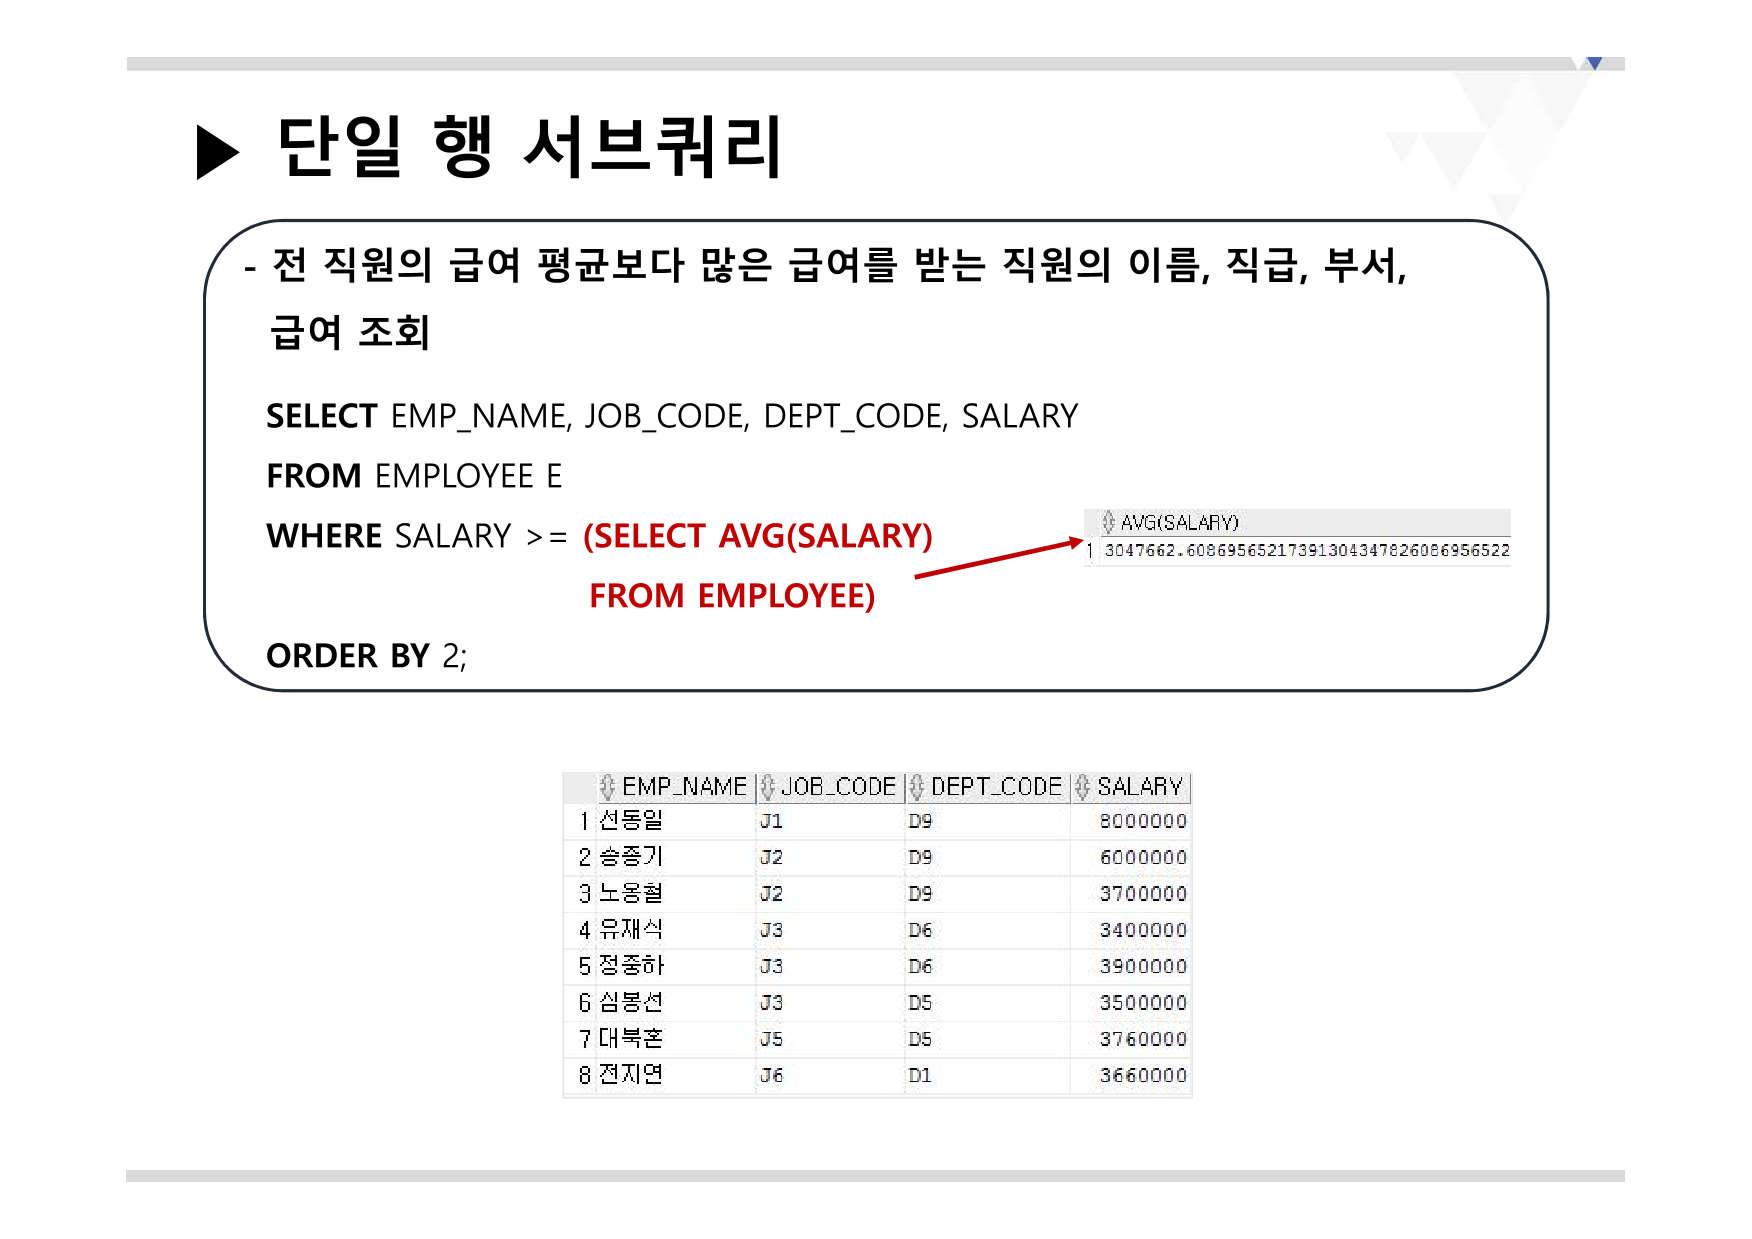 ▶ 단일 행 서브쿼리
- 전 직원의 급여 평균보다 많은 급여를 받는 직원의 이름, 직급, 부서,
급여 조회
SELECT EMP_NAME, JOB_CODE, DEPT_CODE, SALARY
FROM EMPLOYEE E
WHERE SALARY >= (SELECT AVG(SALARY)
FROM EMPLOYEE)
ORDER BY 2;
AVG(SALARY)
1 3047662.60869565217391304347826086956522
EMP_NAME JOB_CODE DEPT_CODE SALARY
1 선동일 J1 D9 8000000
2 송종기 J2 D9 6000000
3 노옹철 J2 D9 3700000
4 유재식 J3 D6 3400000
5 정중하 J3 D6 3900000
6 심봉선 J3 D5 3500000
7 대북혼 J5 D5 3760000
8 전지연 J6 D1 3660000